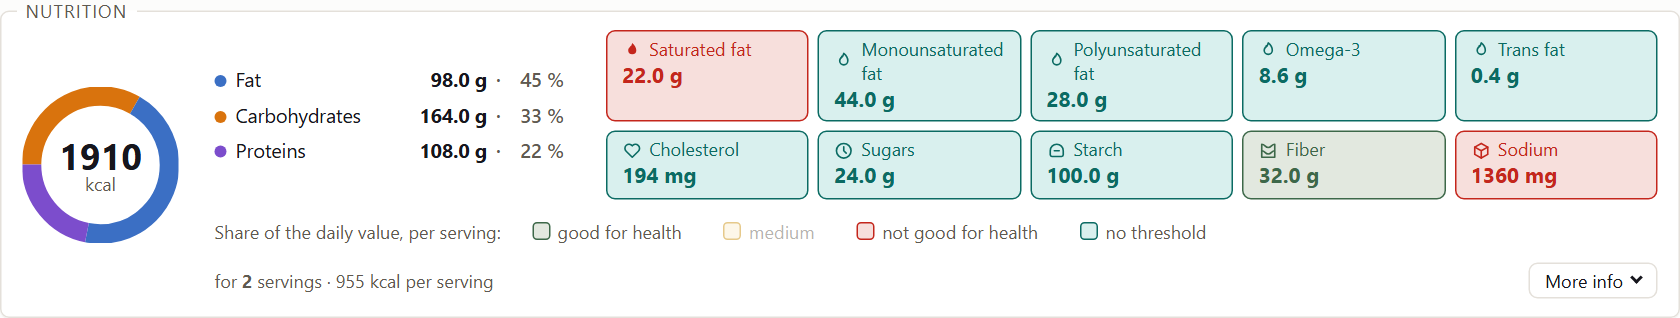 NUTRITION
1910
kcal
Fat 98.0 g · 45 %
Carbohydrates 164.0 g · 33 %
Proteins 108.0 g · 22 %
Saturated fat
22.0 g
Monounsaturated
fat
44.0 g
Polyunsaturated
fat
28.0 g
Omega-3
8.6 g
Trans fat
0.4 g
Cholesterol
194 mg
Sugars
24.0 g
Starch
100.0 g
Fiber
32.0 g
Sodium
1360 mg
Share of the daily value, per serving: good for health medium not good for health no threshold
for 2 servings · 955 kcal per serving
More info